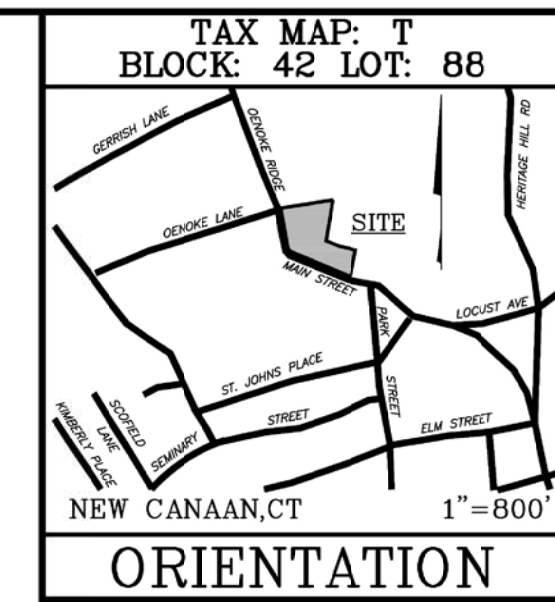 TAX MAP: T
BLOCK: 42 LOT: 88
GERRISH LANE
OENOKE RIDGE
HERITAGE HILL RD
OENOKE LANE
SITE
MAIN STREET
LOCUST AVE
PARK
STREET
ST. JOHNS PLACE
STREET
ELM STREET
SEMINARY
SCOFIELD
LANE
KIMBERLY PLACE
NEW CANAAN,CT
1"=800'
ORIENTATION